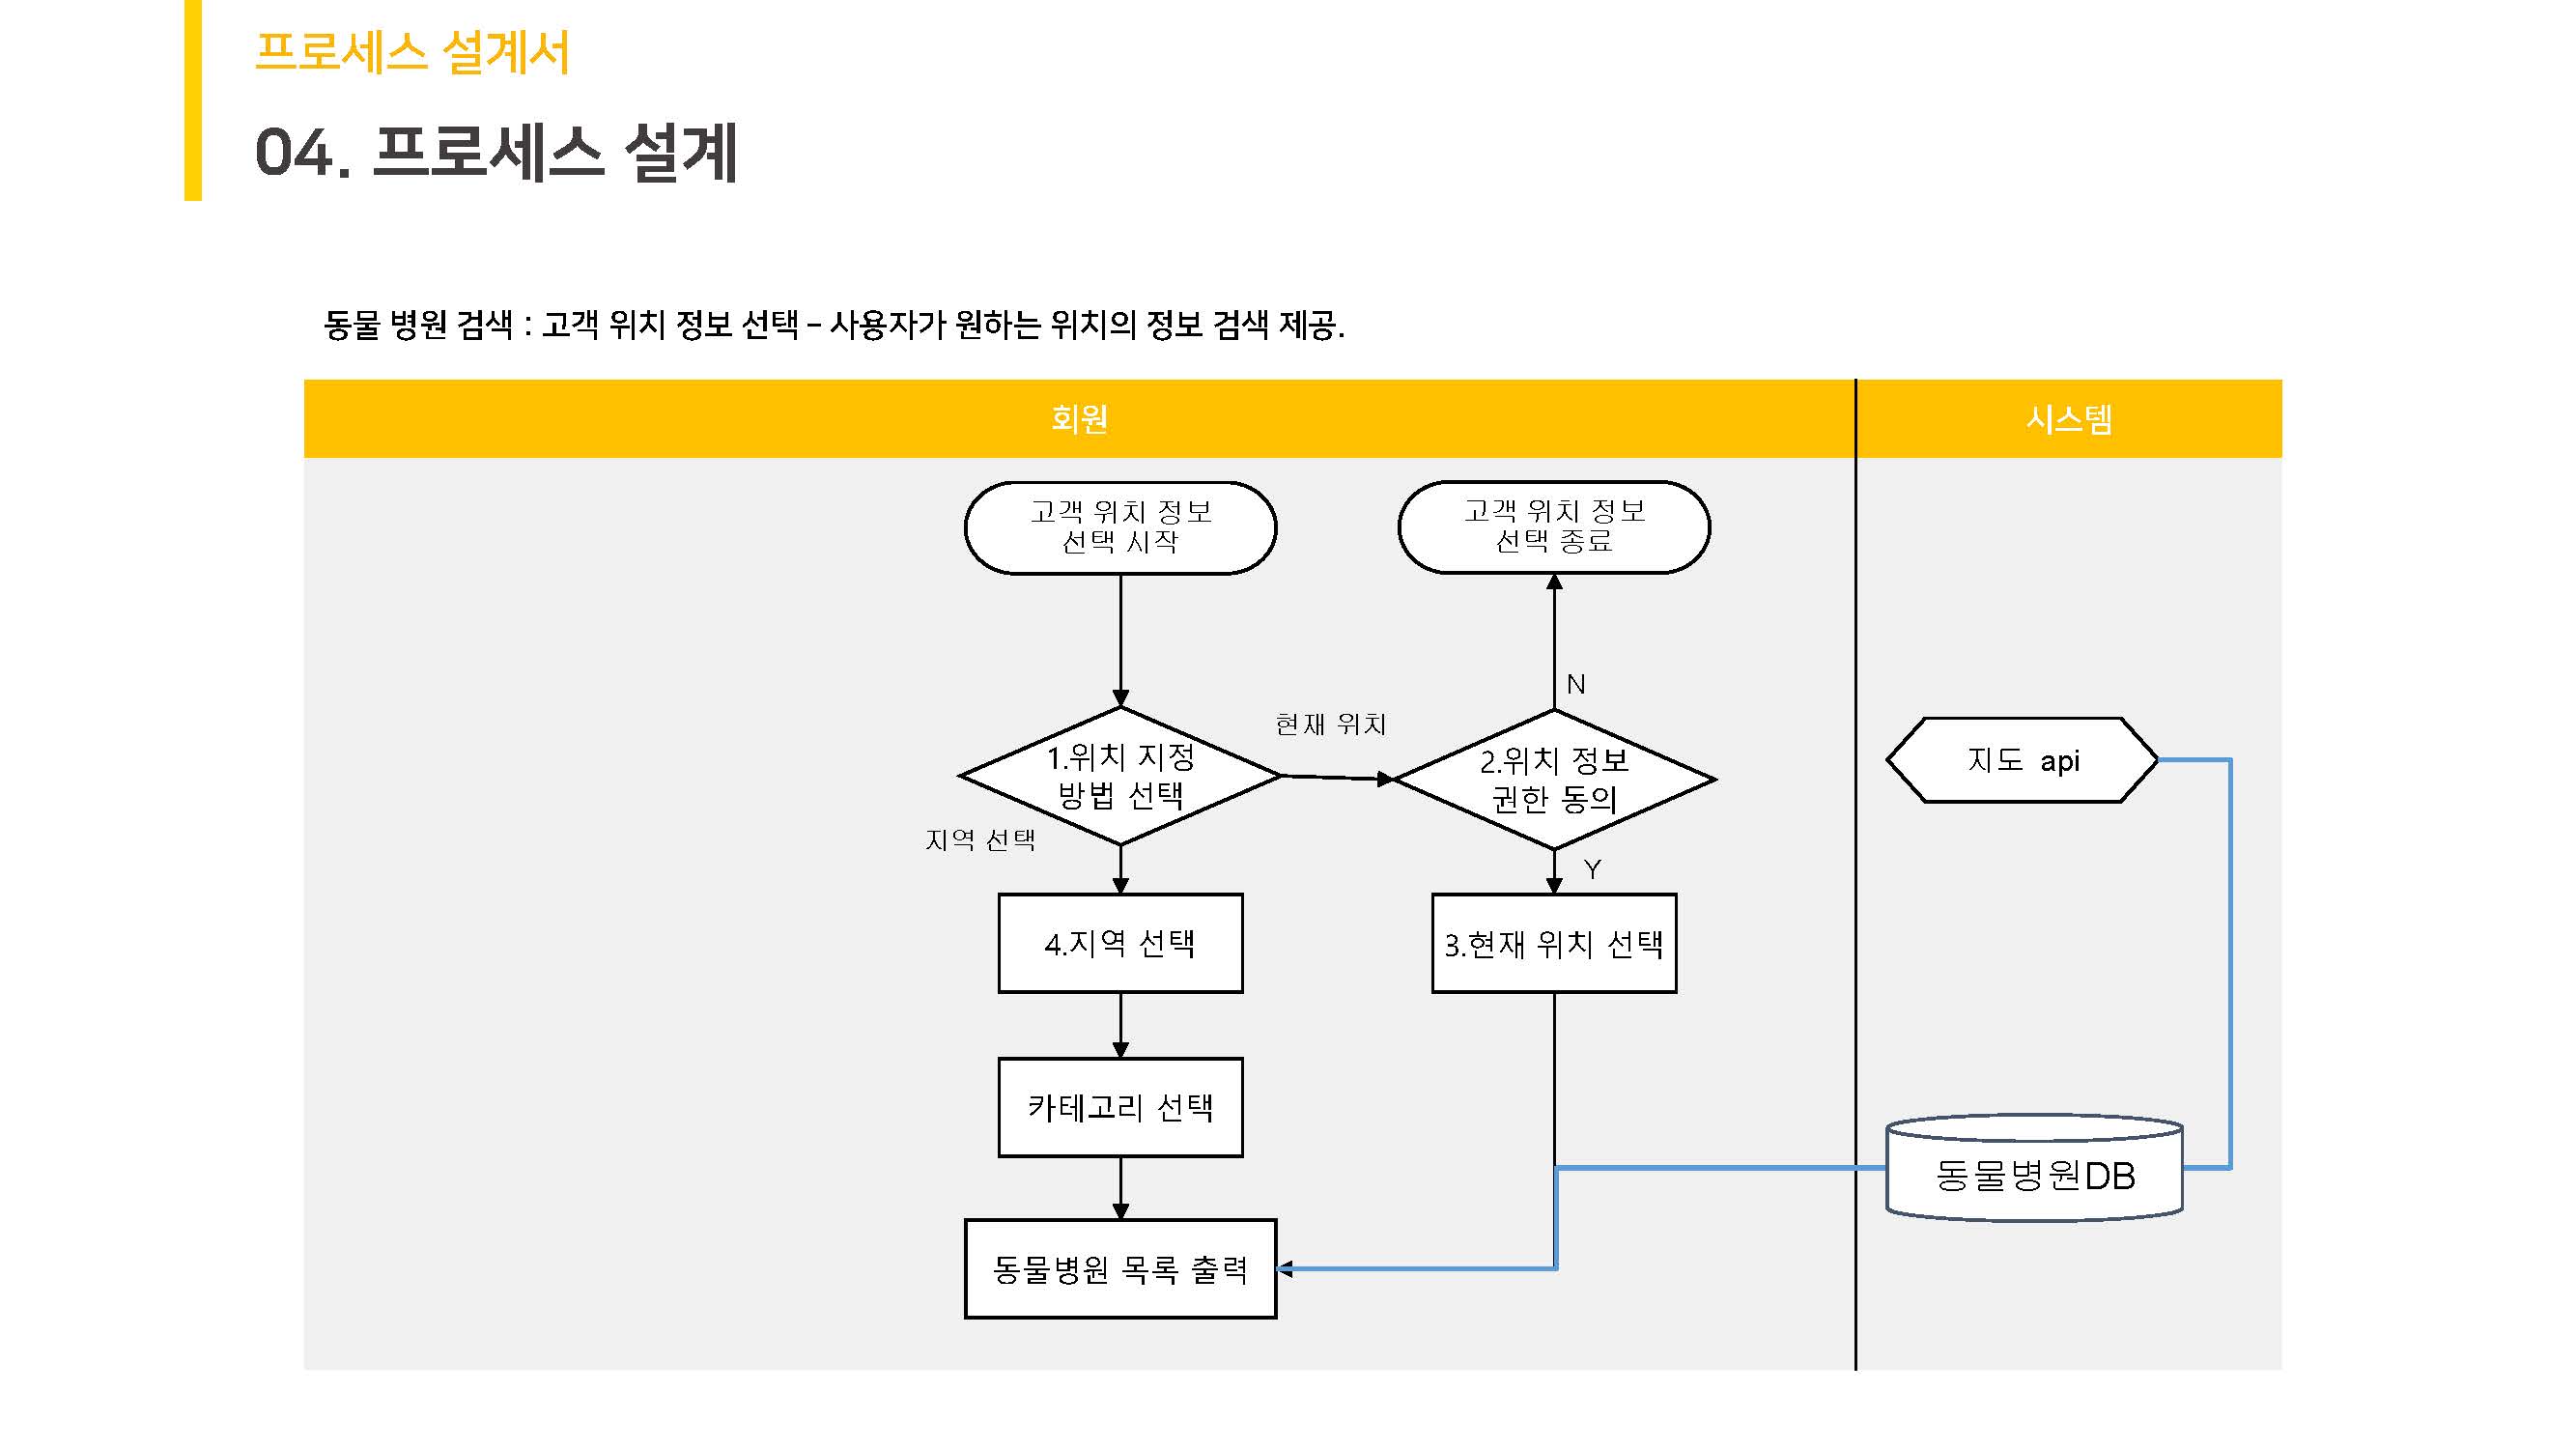 프로세스 설계서
04. 프로세스 설계
동물 병원 검색 : 고객 위치 정보 선택 – 사용자가 원하는 위치의 정보 검색 제공.
회원
시스템
고객 위치 정보
선택 시작
고객 위치 정보
선택 종료
N
현재 위치
1.위치 지정
방법 선택
2.위치 정보
권한 동의
지도 api
지역 선택
Y
4.지역 선택
3.현재 위치 선택
카테고리 선택
동물병원DB
동물병원 목록 출력